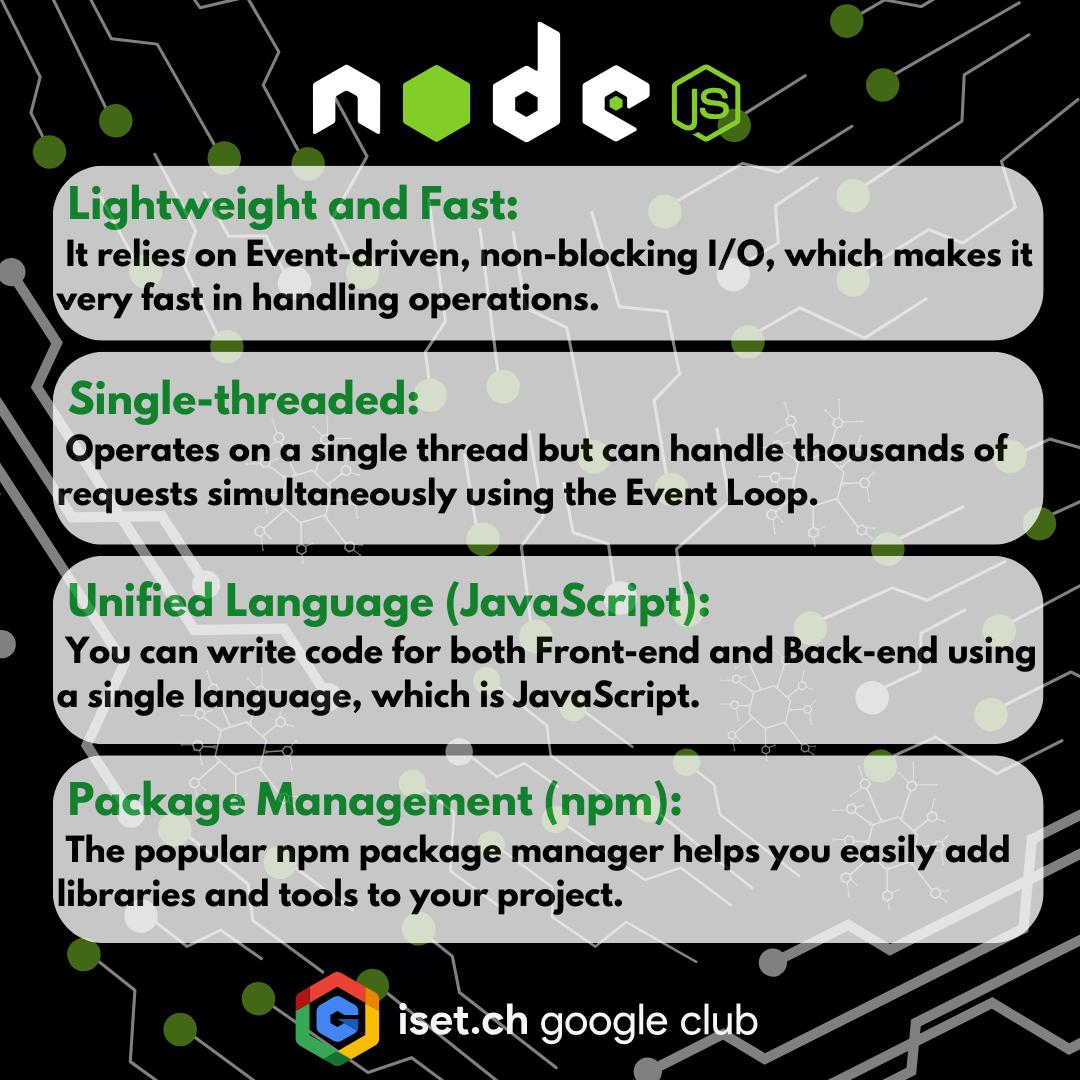 node JS
Lightweight and Fast:
It relies on Event-driven, non-blocking I/O, which makes it
very fast in handling operations.
Single-threaded:
Operates on a single thread but can handle thousands of
requests simultaneously using the Event Loop.
Unified Language (JavaScript):
You can write code for both Front-end and Back-end using
a single language, which is JavaScript.
Package Management (npm):
The popular npm package manager helps you easily add
libraries and tools to your project.
G iset.ch google club